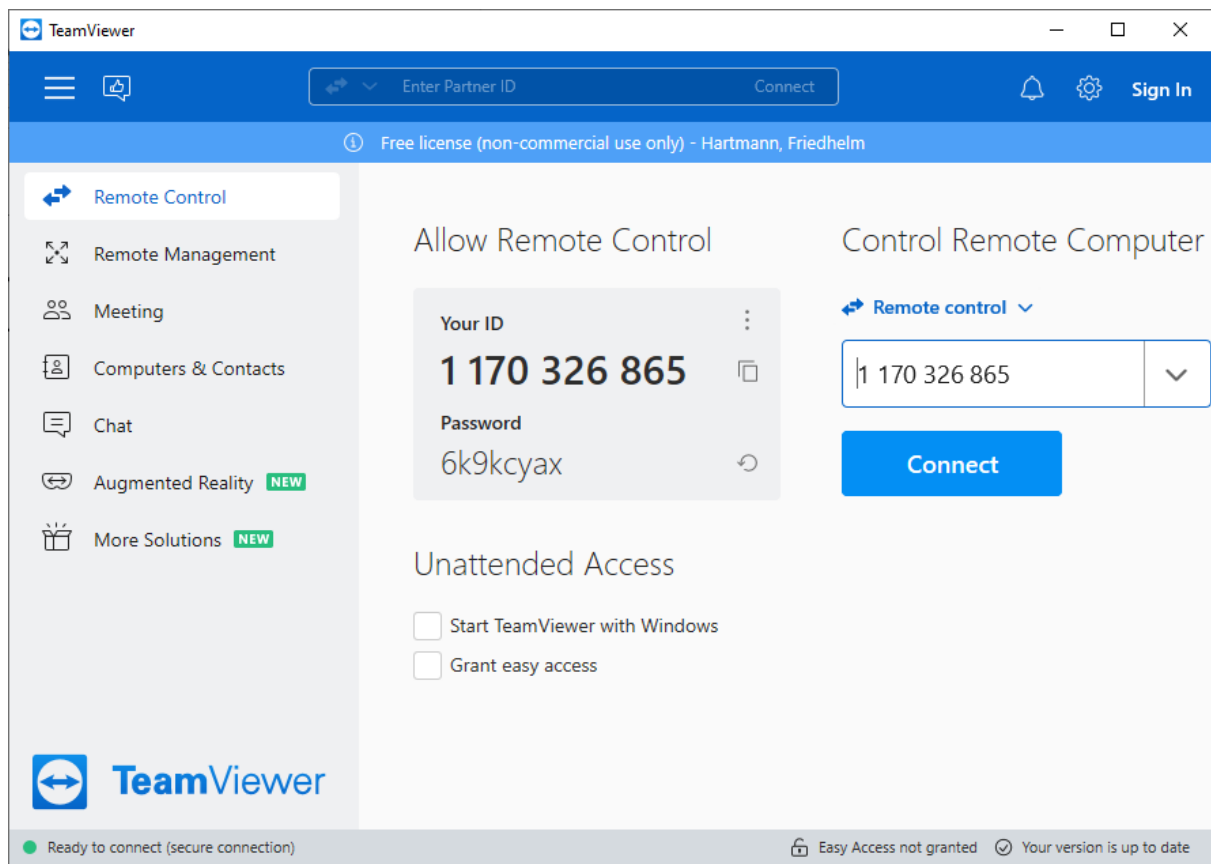 TeamViewer
Enter Partner ID Connect
Sign In
Free license (non-commercial use only) - Hartmann, Friedhelm
Remote Control
Remote Management
Meeting
Computers & Contacts
Chat
Augmented Reality NEW
More Solutions NEW
Allow Remote Control
Your ID
1 170 326 865
Password
6k9kcyax
Unattended Access
Start TeamViewer with Windows
Grant easy access
Control Remote Computer
Remote control
1 170 326 865
Connect
TeamViewer
Ready to connect (secure connection)
Easy Access not granted
Your version is up to date